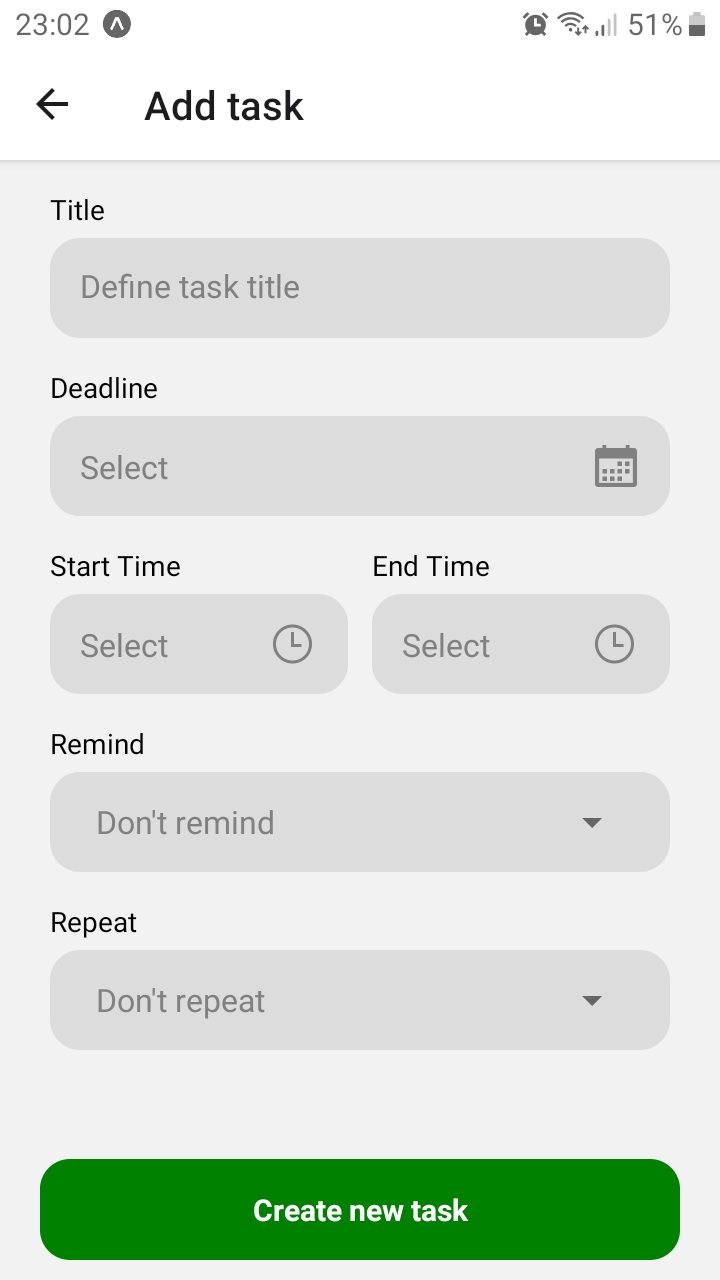 23:02 51%
Add task
Title
Define task title
Deadline
Select
Start Time End Time
Select Select
Remind
Don't remind
Repeat
Don't repeat
Create new task